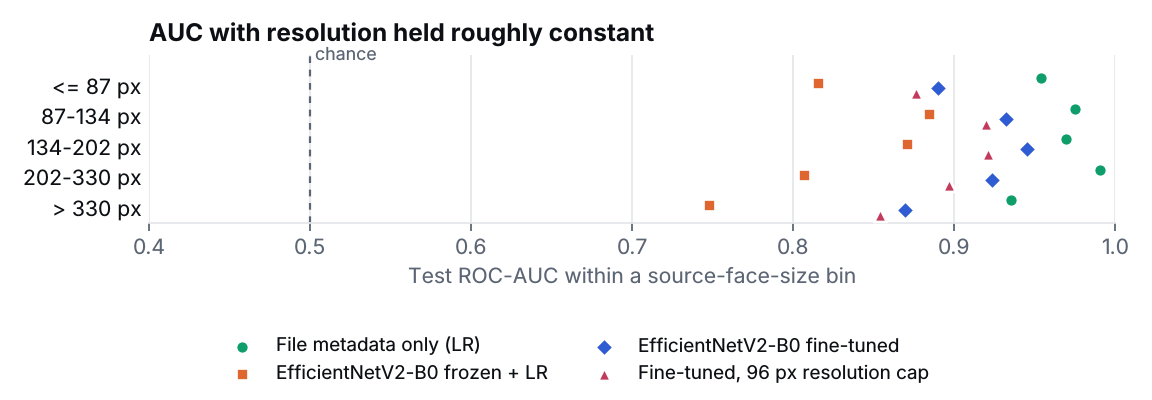 AUC with resolution held roughly constant
chance
<= 87 px
87-134 px
134-202 px
202-330 px
> 330 px
0.4 0.5 0.6 0.7 0.8 0.9 1.0
Test ROC-AUC within a source-face-size bin
File metadata only (LR)
EfficientNetV2-B0 fine-tuned
EfficientNetV2-B0 frozen + LR
Fine-tuned, 96 px resolution cap